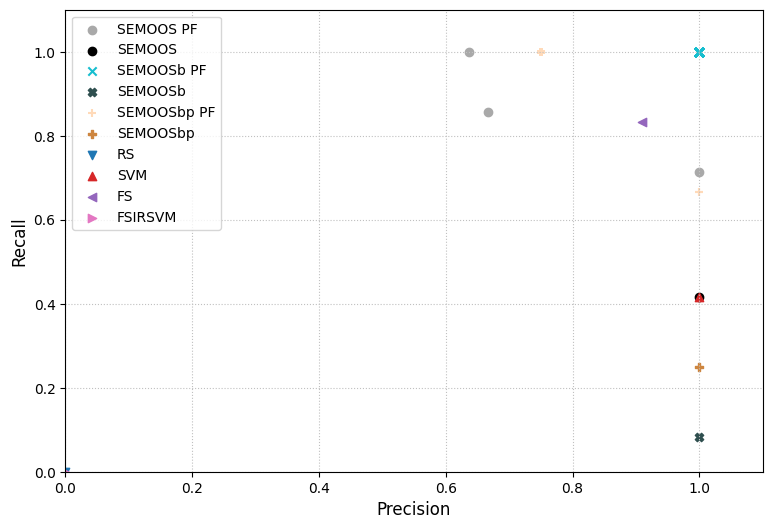 SEMOOS PF
SEMOOS
SEMOOSb PF
SEMOOSb
SEMOOSbp PF
SEMOOSbp
RS
SVM
FS
FSIRSVM
Recall
1.0
0.8
0.6
0.4
0.2
0.0
0.0 0.2 0.4 0.6 0.8 1.0
Precision